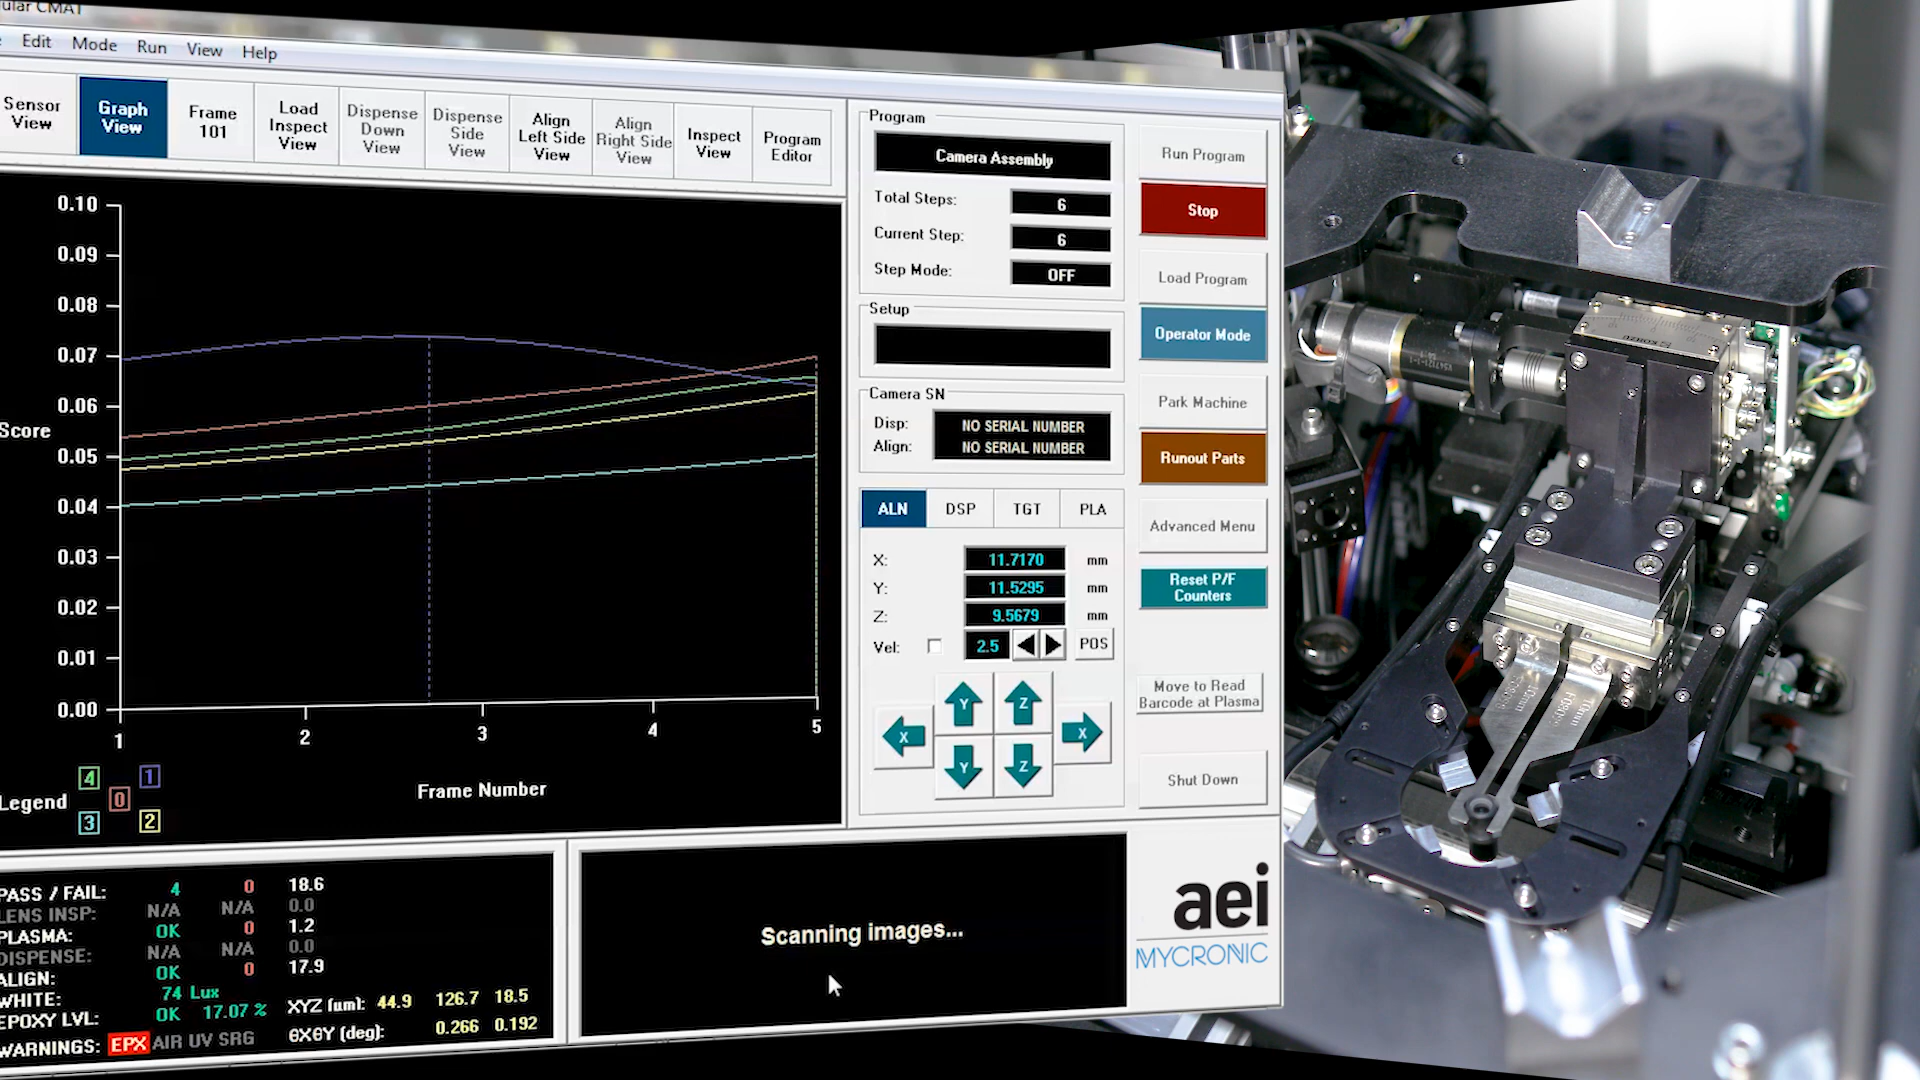 ular CMAT
Edit Mode Run View Help
Sensor View
Graph View
Frame 101
Load Inspect View
Dispense Down View
Dispense Side View
Align Left Side View
Align Right Side View
Inspect View
Program Editor
0.10
0.09
0.08
0.07
0.06
Score
0.05
0.04
0.03
0.02
0.01
0.00
1 2 3 4 5
Frame Number
Legend
4 1
0
3 2
Program
Camera Assembly
Total Steps: 6
Current Step: 6
Step Mode: OFF
Setup
Camera SN
Disp: NO SERIAL NUMBER
Align: NO SERIAL NUMBER
ALN DSP TGT PLA
X: 11.7170 mm
Y: 11.5295 mm
Z: 9.5679 mm
Vel: 2.5 POS
Y Z
X X
Y Z
Run Program
Stop
Load Program
Operator Mode
Park Machine
Runout Parts
Advanced Menu
Reset P/F
Counters
Move to Read
Barcode at Plasma
Shut Down
PASS / FAIL: 4 0 18.6
LENS INSP: N/A N/A 0.0
PLASMA: OK 0 1.2
DISPENSE: N/A N/A 0.0
ALIGN: OK 0 17.9
WHITE: 74 Lux
EPOXY LVL: OK 17.07 %
WARNINGS: EPX AIR UV SRG
XYZ (um): 44.9 126.7 18.5
θXθY (deg): 0.266 0.192
Scanning images...
aei
MYCRONIC